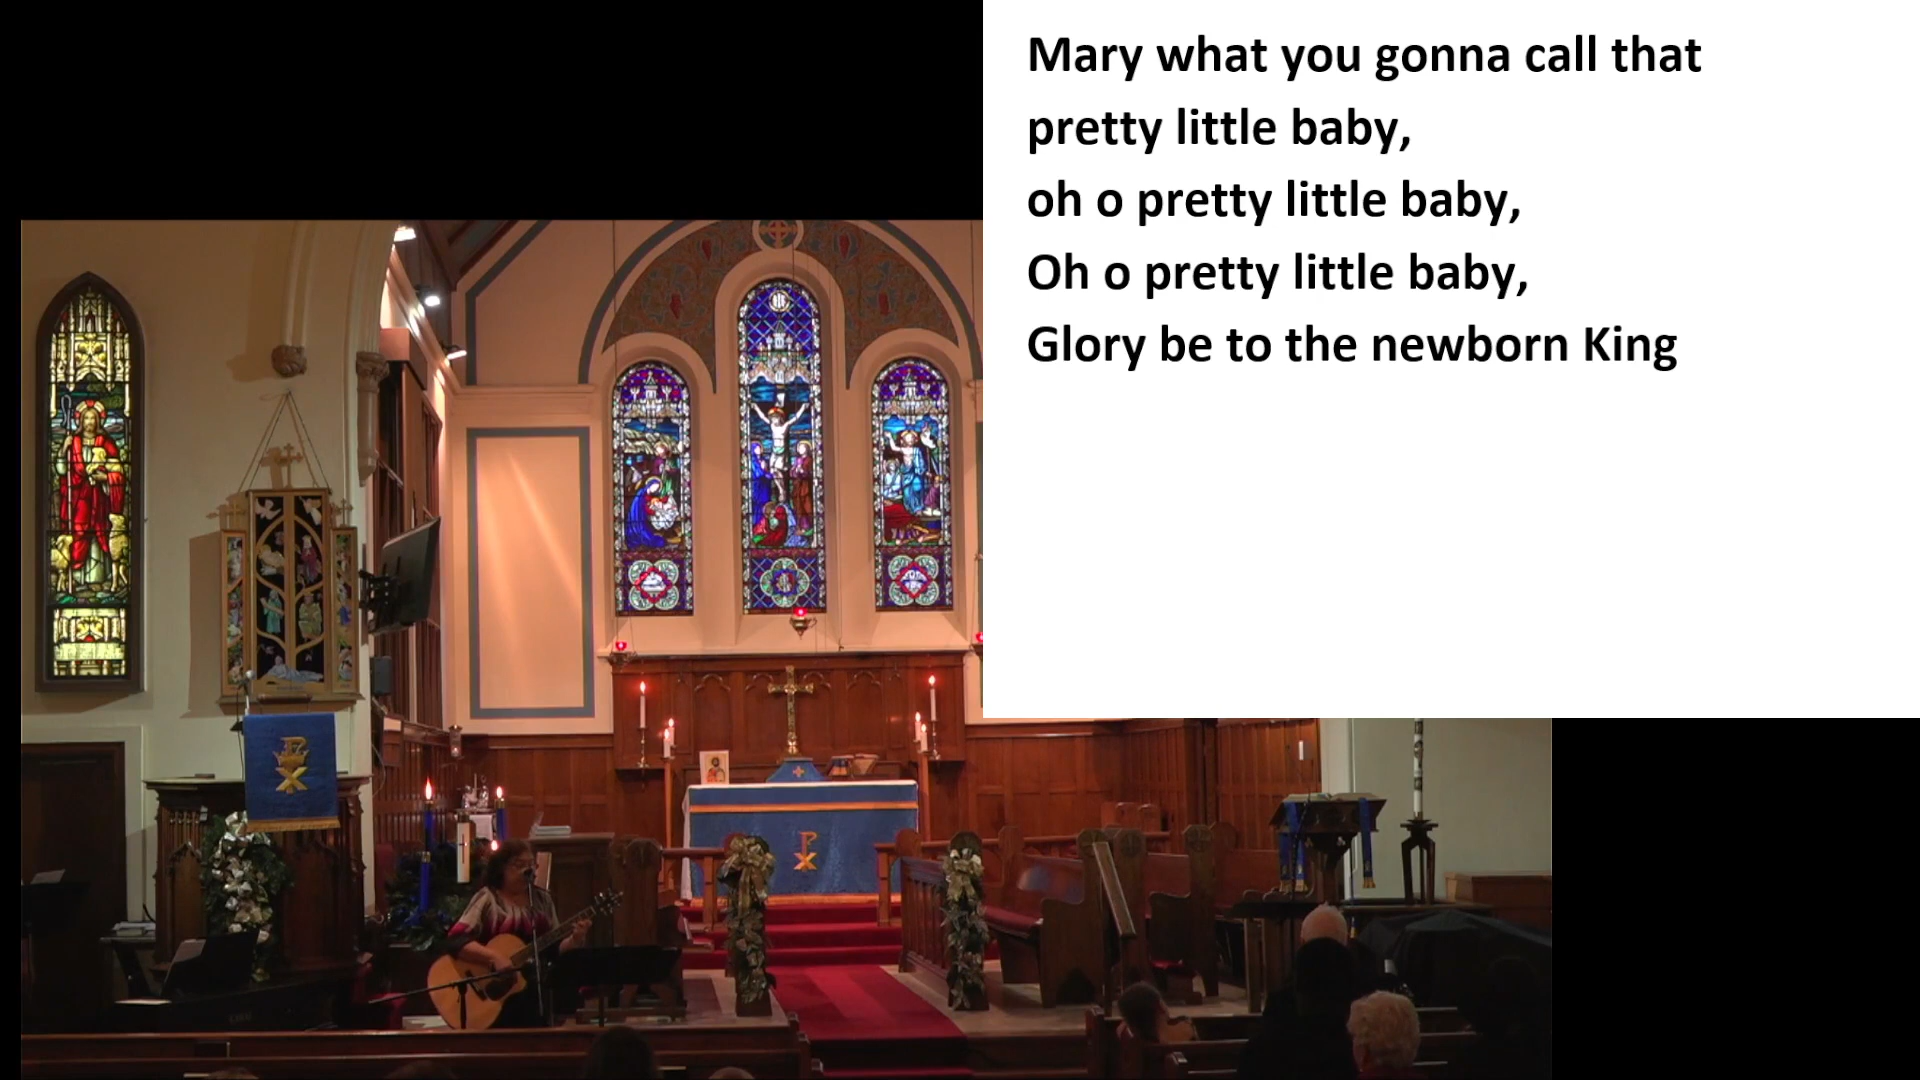 Mary what you gonna call that
pretty little baby,
oh o pretty little baby,
Oh o pretty little baby,
Glory be to the newborn King